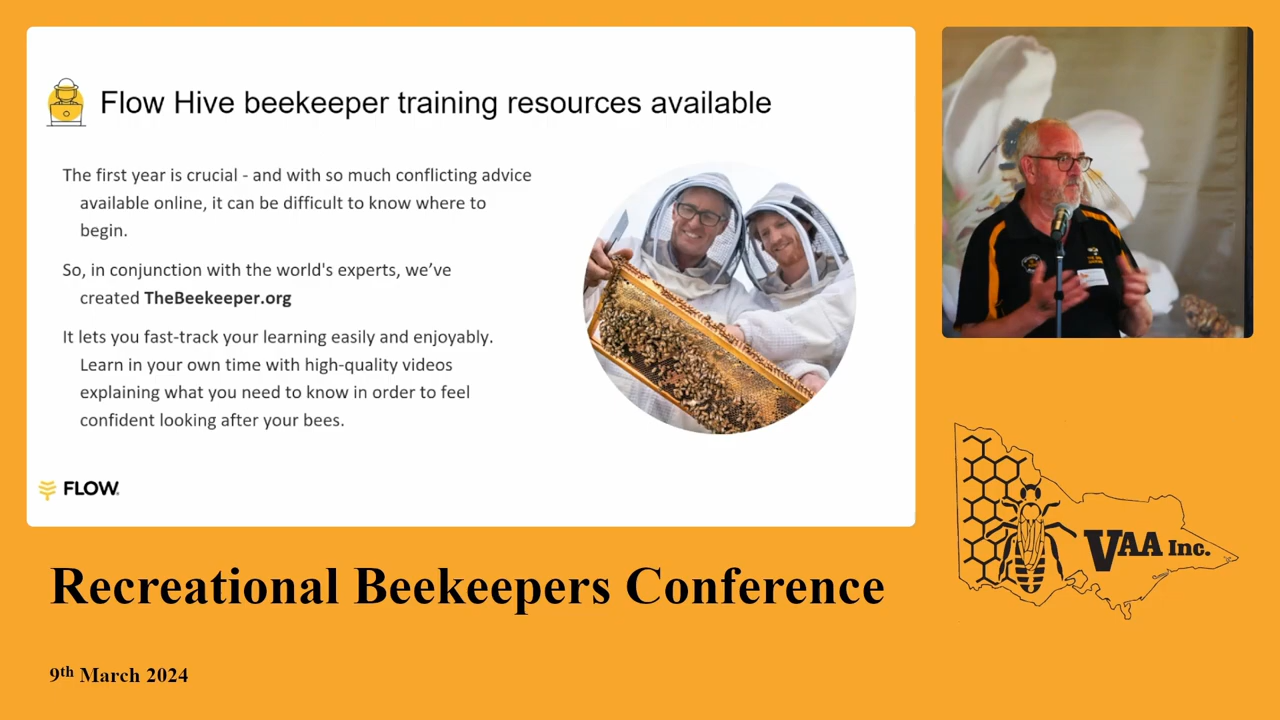 Flow Hive beekeeper training resources available
The first year is crucial - and with so much conflicting advice
available online, it can be difficult to know where to
begin.
So, in conjunction with the world's experts, we’ve
created TheBeekeeper.org
It lets you fast-track your learning easily and enjoyably.
Learn in your own time with high-quality videos
explaining what you need to know in order to feel
confident looking after your bees.
FLOW
Recreational Beekeepers Conference
9th March 2024
VAA Inc.